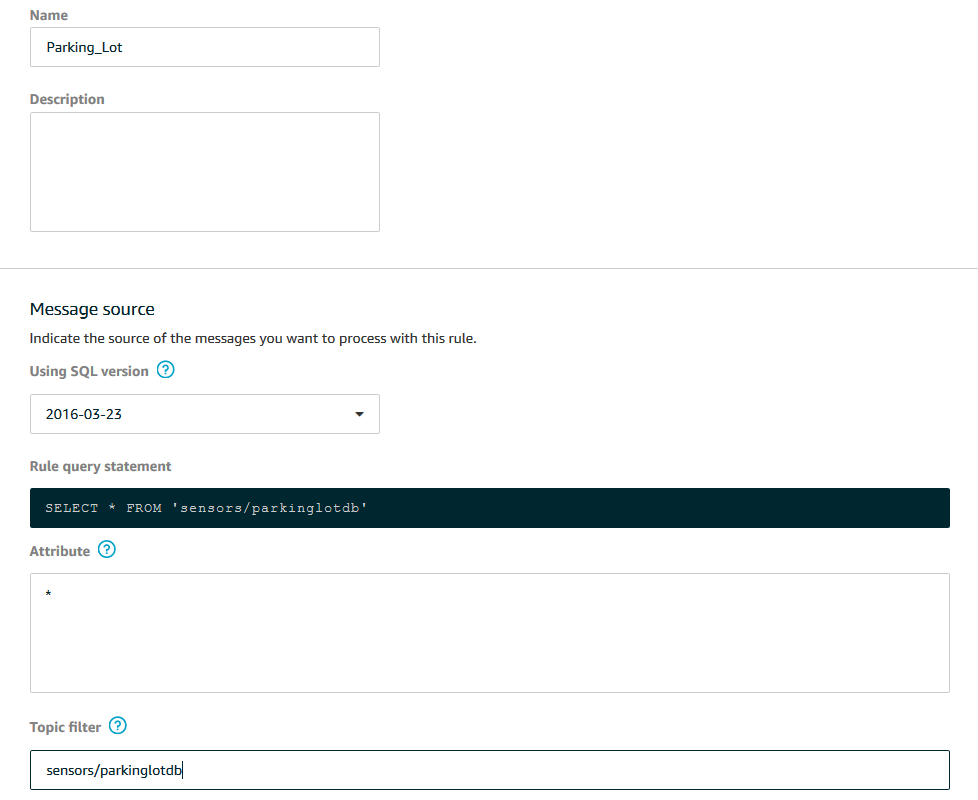 Name
Parking_Lot
Description
Message source
Indicate the source of the messages you want to process with this rule.
Using SQL version ?
2016-03-23
Rule query statement
SELECT * FROM 'sensors/parkinglotdb'
Attribute ?
*
Topic filter ?
sensors/parkinglotdb